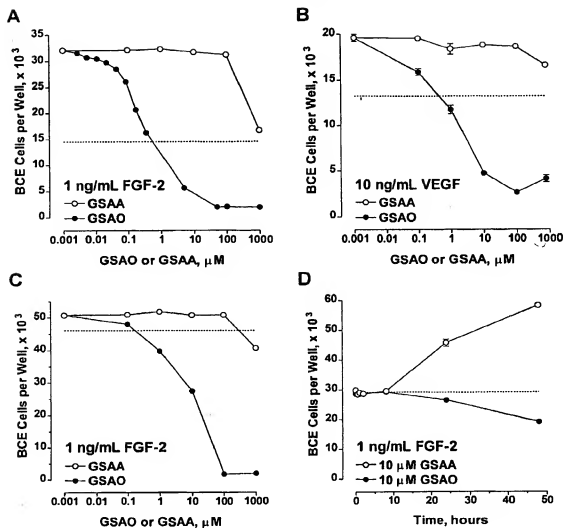 A
BCE Cells per Well, x 10³
35
30
25
20
15
10
5
0
1 ng/mL FGF-2
GSAA
GSAO
0.001 0.01 0.1 1 10 100 1000
GSAO or GSAA, µM
B
BCE Cells per Well, x 10³
20
15
10
5
0
10 ng/mL VEGF
GSAA
GSAO
0.001 0.01 0.1 1 10 100 1000
GSAO or GSAA, µM
C
BCE Cells per Well, x 10³
50
40
30
20
10
0
1 ng/mL FGF-2
GSAA
GSAO
0.001 0.01 0.1 1 10 100 1000
GSAO or GSAA, µM
D
BCE Cells per Well, x 10³
60
50
40
30
20
10
0
1 ng/mL FGF-2
10 µM GSAA
10 µM GSAO
0 10 20 30 40 50
Time, hours